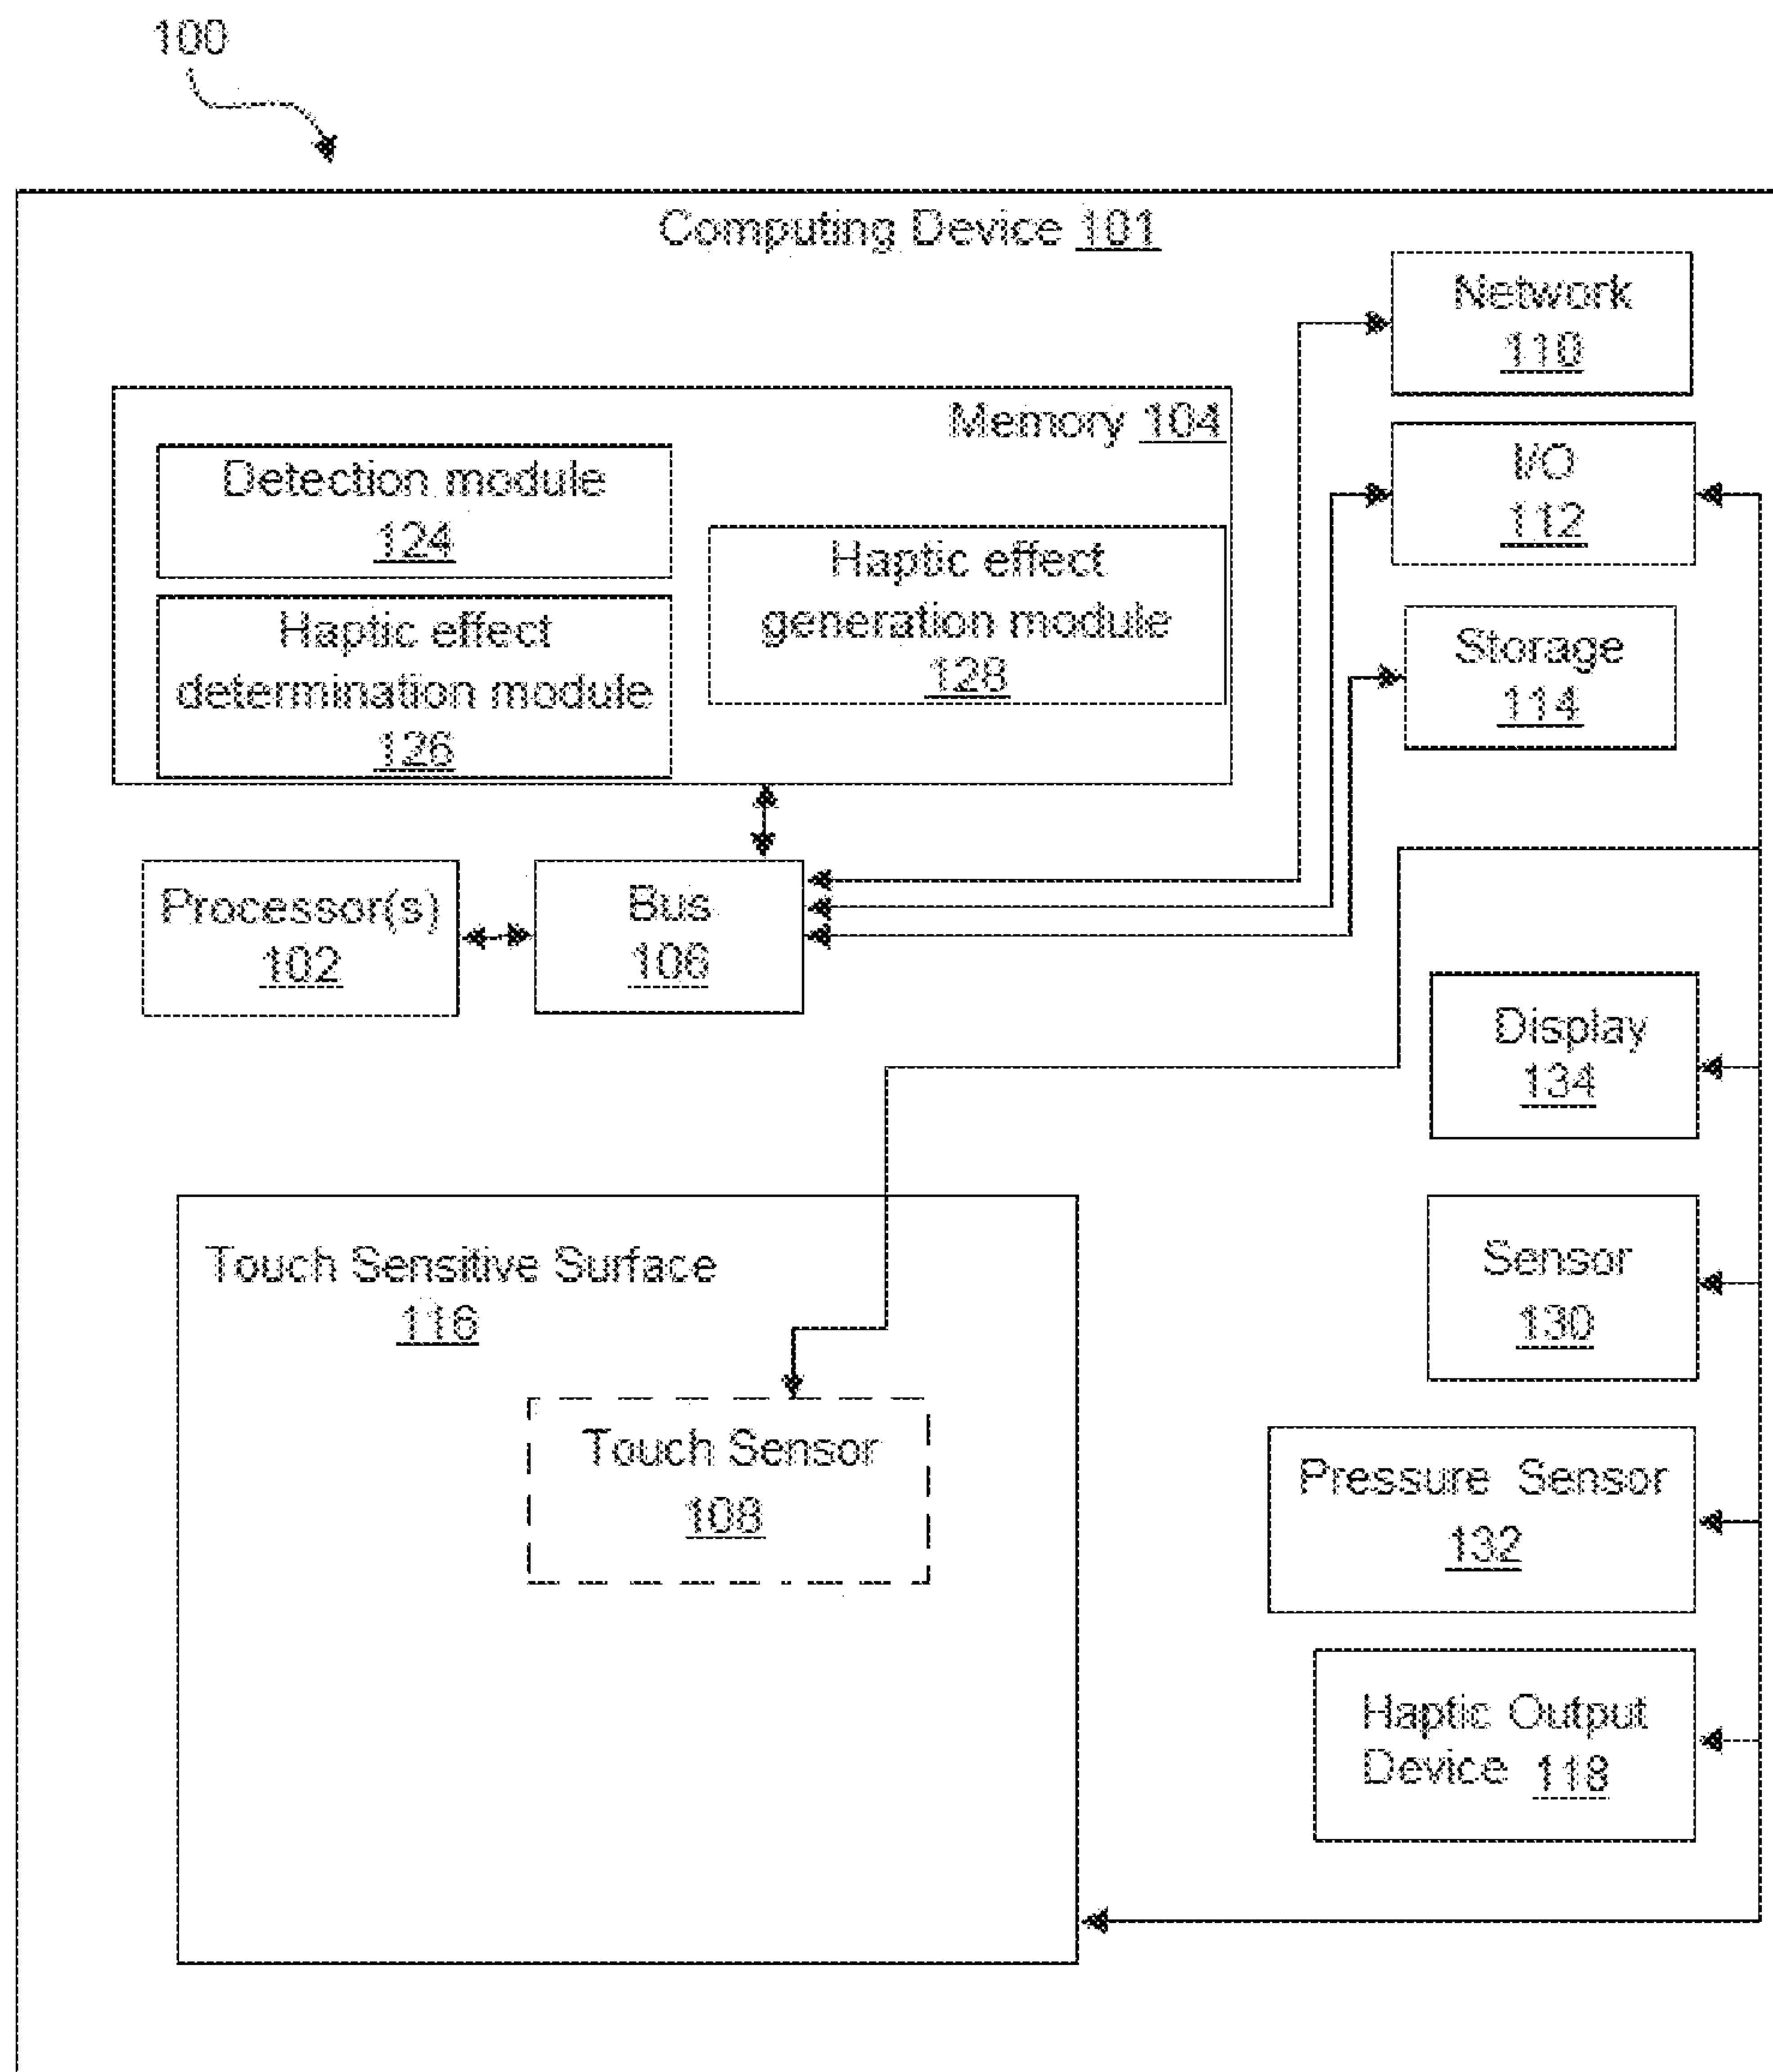 100
Computing Device 101
Network
110
Memory 104
I/O
112
Detection module
124
Haptic effect
generation module
128
Haptic effect
determination module
126
Storage
114
Processor(s)
102
Bus
106
Display
134
Touch Sensitive Surface
116
Sensor
130
Touch Sensor
108
Pressure Sensor
132
Haptic Output
Device 118